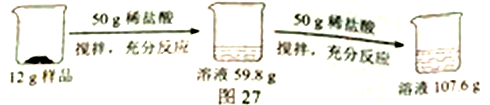 50 g 稀盐酸 50 g 稀盐酸
搅拌，充分反应 搅拌，充分反应
12 g 样品 溶液 59.8 g 溶液 107.6 g
图 27